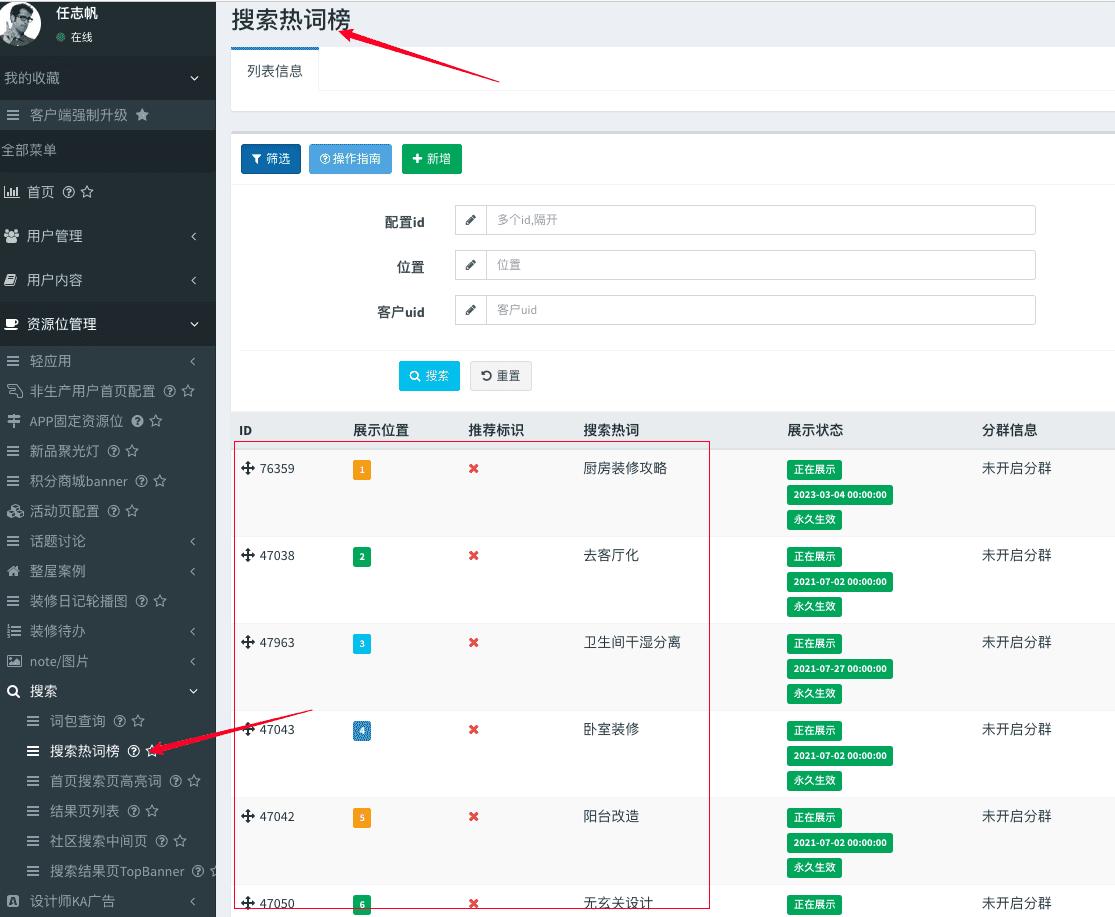 任志帆
在线
我的收藏
客户端强制升级
全部菜单
首页
用户管理
用户内容
资源位管理
轻应用
非生产用户首页配置
APP固定资源位
新品聚光灯
积分商城banner
活动页配置
话题讨论
整屋案例
装修日记轮播图
装修待办
note/图片
搜索
词包查询
搜索热词榜
首页搜索页高亮词
结果页列表
社区搜索中间页
搜索结果页TopBanner
设计师KA广告
搜索热词榜
列表信息
筛选 操作指南 新增
配置id 多个id,隔开
位置 位置
客户uid 客户uid
搜索 重置
ID 展示位置 推荐标识 搜索热词 展示状态 分群信息
76359 1 厨房装修攻略 正在展示 未开启分群
2023-03-04 00:00:00
永久生效
47038 2 去客厅化 正在展示 未开启分群
2021-07-02 00:00:00
永久生效
47963 3 卫生间干湿分离 正在展示 未开启分群
2021-07-27 00:00:00
永久生效
47043 4 卧室装修 正在展示 未开启分群
2021-07-02 00:00:00
永久生效
47042 5 阳台改造 正在展示 未开启分群
2021-07-02 00:00:00
永久生效
47050 6 无玄关设计 正在展示 未开启分群